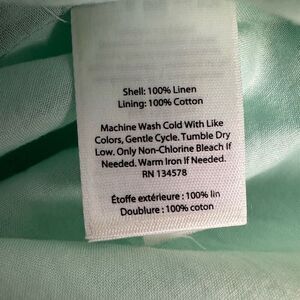 Shell: 100% Linen
Lining: 100% Cotton
Machine Wash Cold With Like
Colors, Gentle Cycle. Tumble Dry
Low. Only Non-Chlorine Bleach If
Needed. Warm Iron If Needed.
RN 134578
Étoffe extérieure : 100% lin
Doublure : 100% coton